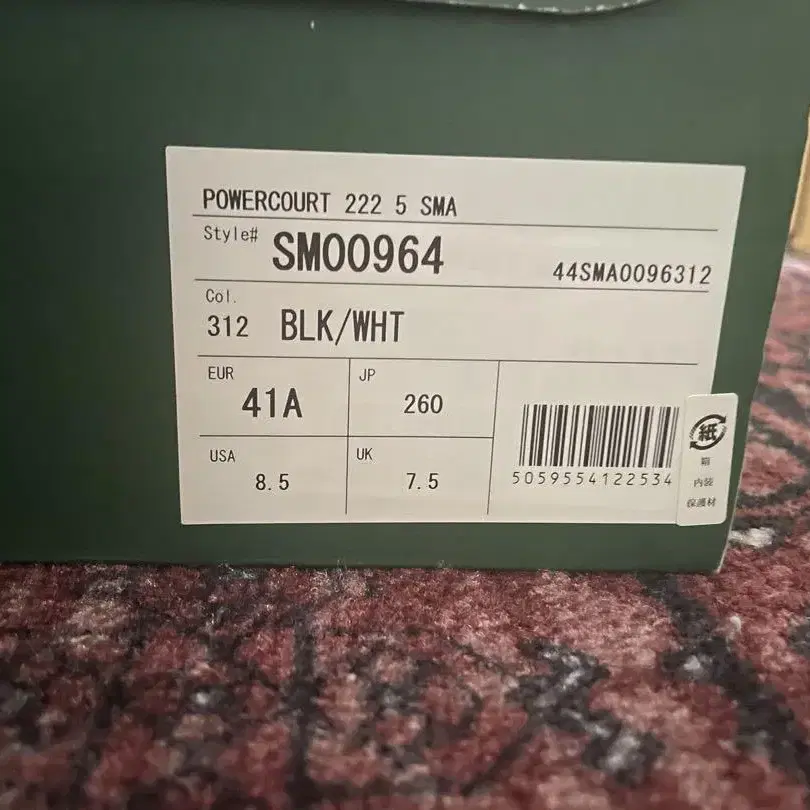 POWERCOURT 222 5 SMA
Style# SM00964 44SMA0096312
Col.
312 BLK/WHT
EUR 41A JP 260
USA 8.5 UK 7.5
5059554122534
紙
箱
内装
保護材